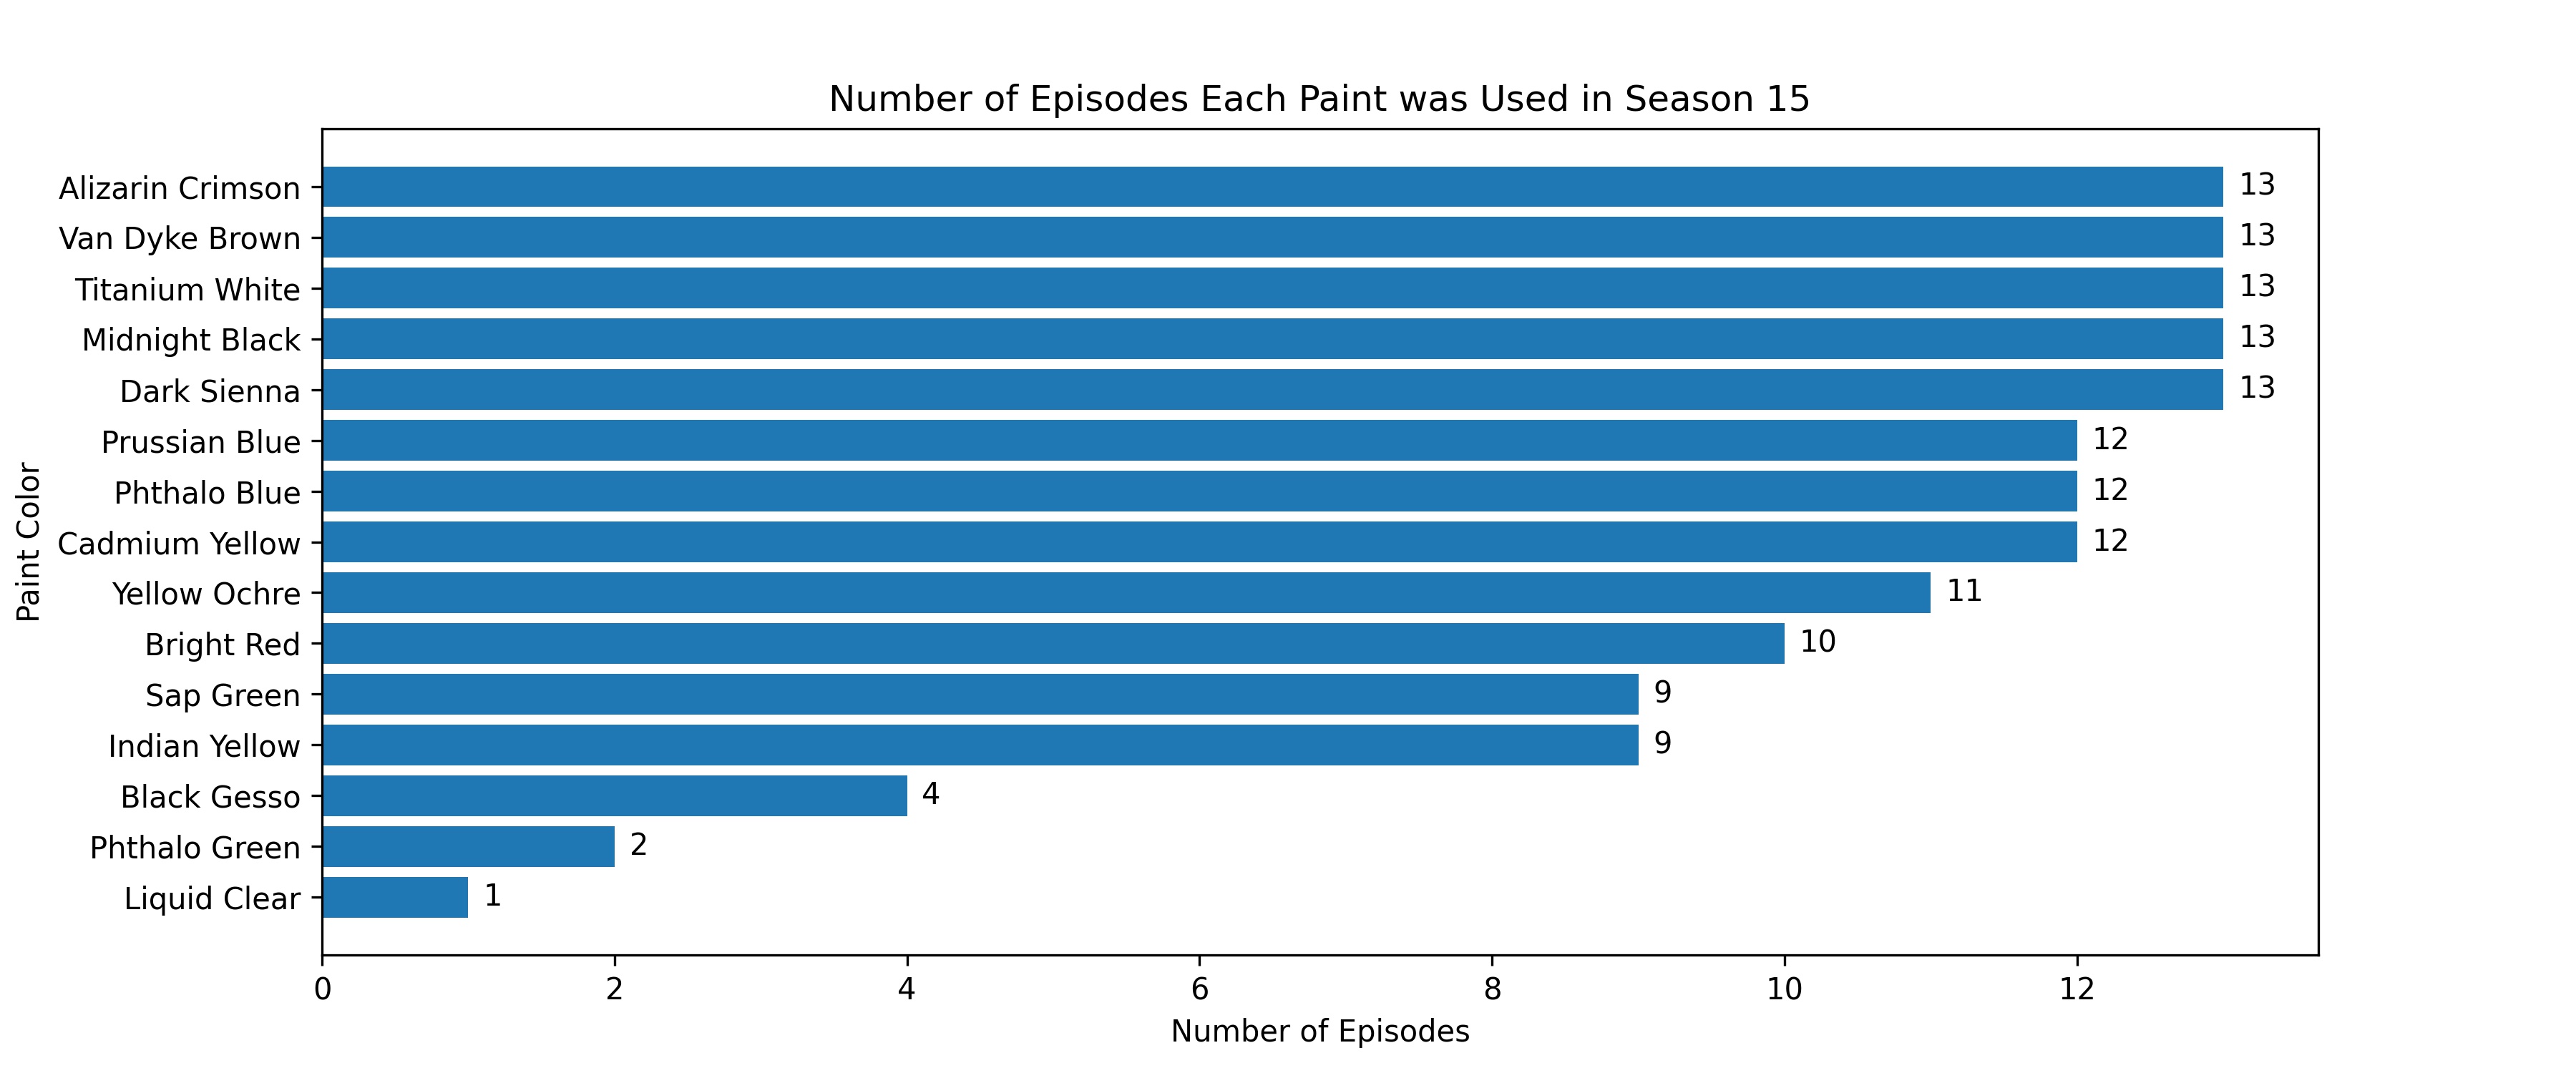 Number of Episodes Each Paint was Used in Season 15
Paint Color
Alizarin Crimson 13
Van Dyke Brown 13
Titanium White 13
Midnight Black 13
Dark Sienna 13
Prussian Blue 12
Phthalo Blue 12
Cadmium Yellow 12
Yellow Ochre 11
Bright Red 10
Sap Green 9
Indian Yellow 9
Black Gesso 4
Phthalo Green 2
Liquid Clear 1
0 2 4 6 8 10 12
Number of Episodes